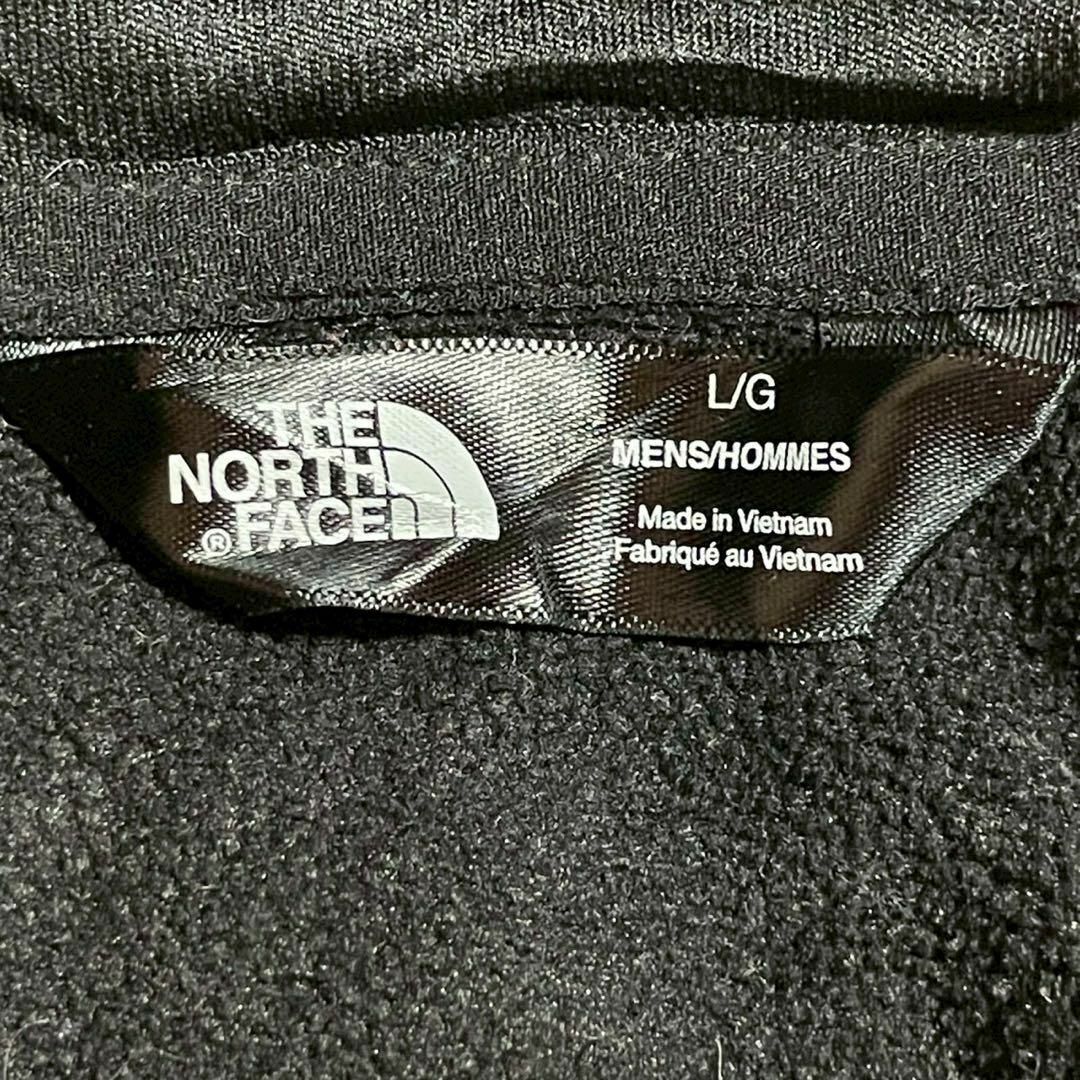 THE
NORTH
®FACE
L/G
MENS/HOMMES
Made in Vietnam
Fabriqué au Vietnam